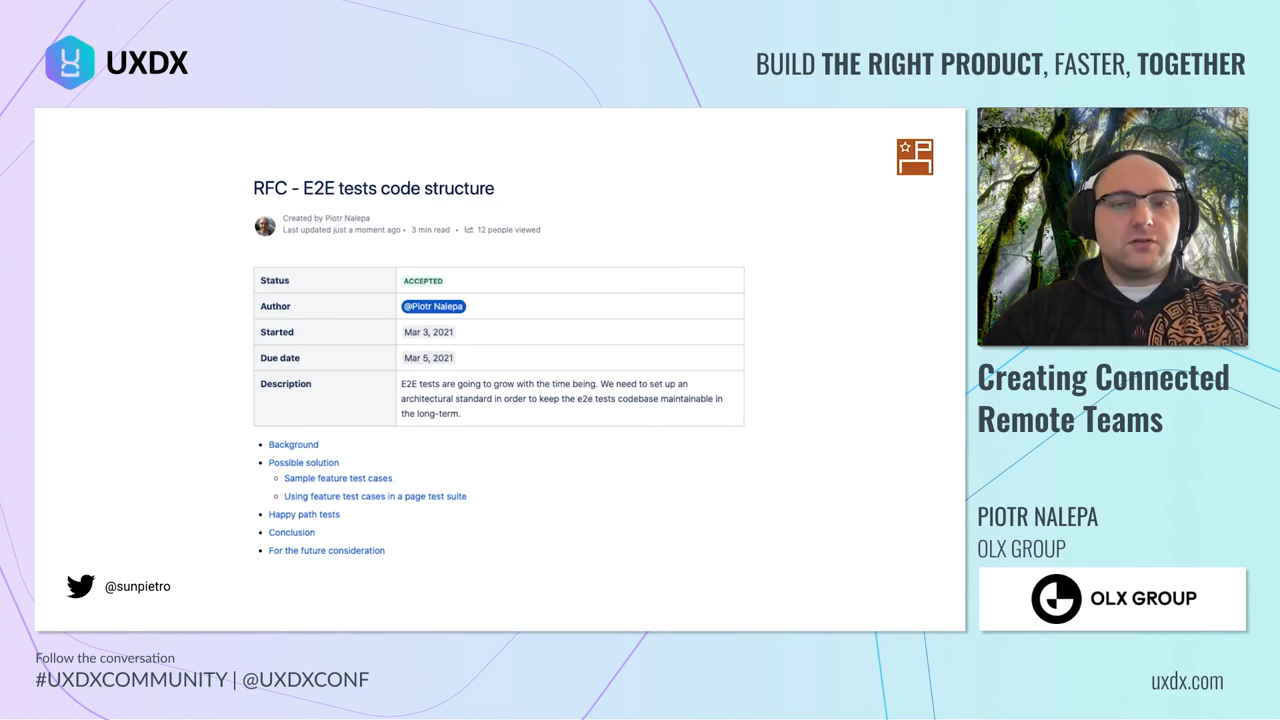 UXDX
BUILD THE RIGHT PRODUCT, FASTER, TOGETHER
RFC - E2E tests code structure
Created by Piotr Nalepa
Last updated just a moment ago • 3 min read • 12 people viewed
Status ACCEPTED
Author @Piotr Nalepa
Started Mar 3, 2021
Due date Mar 5, 2021
Description E2E tests are going to grow with the time being. We need to set up an
architectural standard in order to keep the e2e tests codebase maintainable in
the long-term.
• Background
• Possible solution
◦ Sample feature test cases
◦ Using feature test cases in a page test suite
• Happy path tests
• Conclusion
• For the future consideration
@sunpietro
Creating Connected
Remote Teams
PIOTR NALEPA
OLX GROUP
OLX GROUP
Follow the conversation
#UXDXCOMMUNITY | @UXDXCONF
uxdx.com